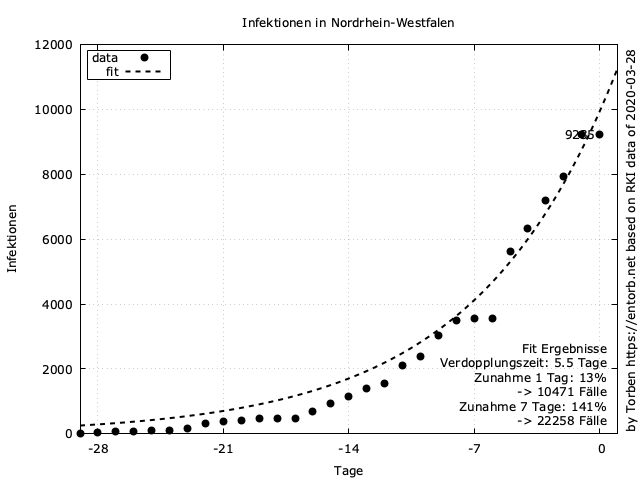 Infektionen in Nordrhein-Westfalen
12000
10000
8000
6000
4000
2000
0
Infektionen
data
fit
9235
Fit Ergebnisse
Verdopplungszeit: 5.5 Tage
Zunahme 1 Tag: 13%
-> 10471 Fälle
Zunahme 7 Tage: 141%
-> 22258 Fälle
-28
-21
-14
-7
0
Tage
by Torben https://entorb.net based on RKI data of 2020-03-28